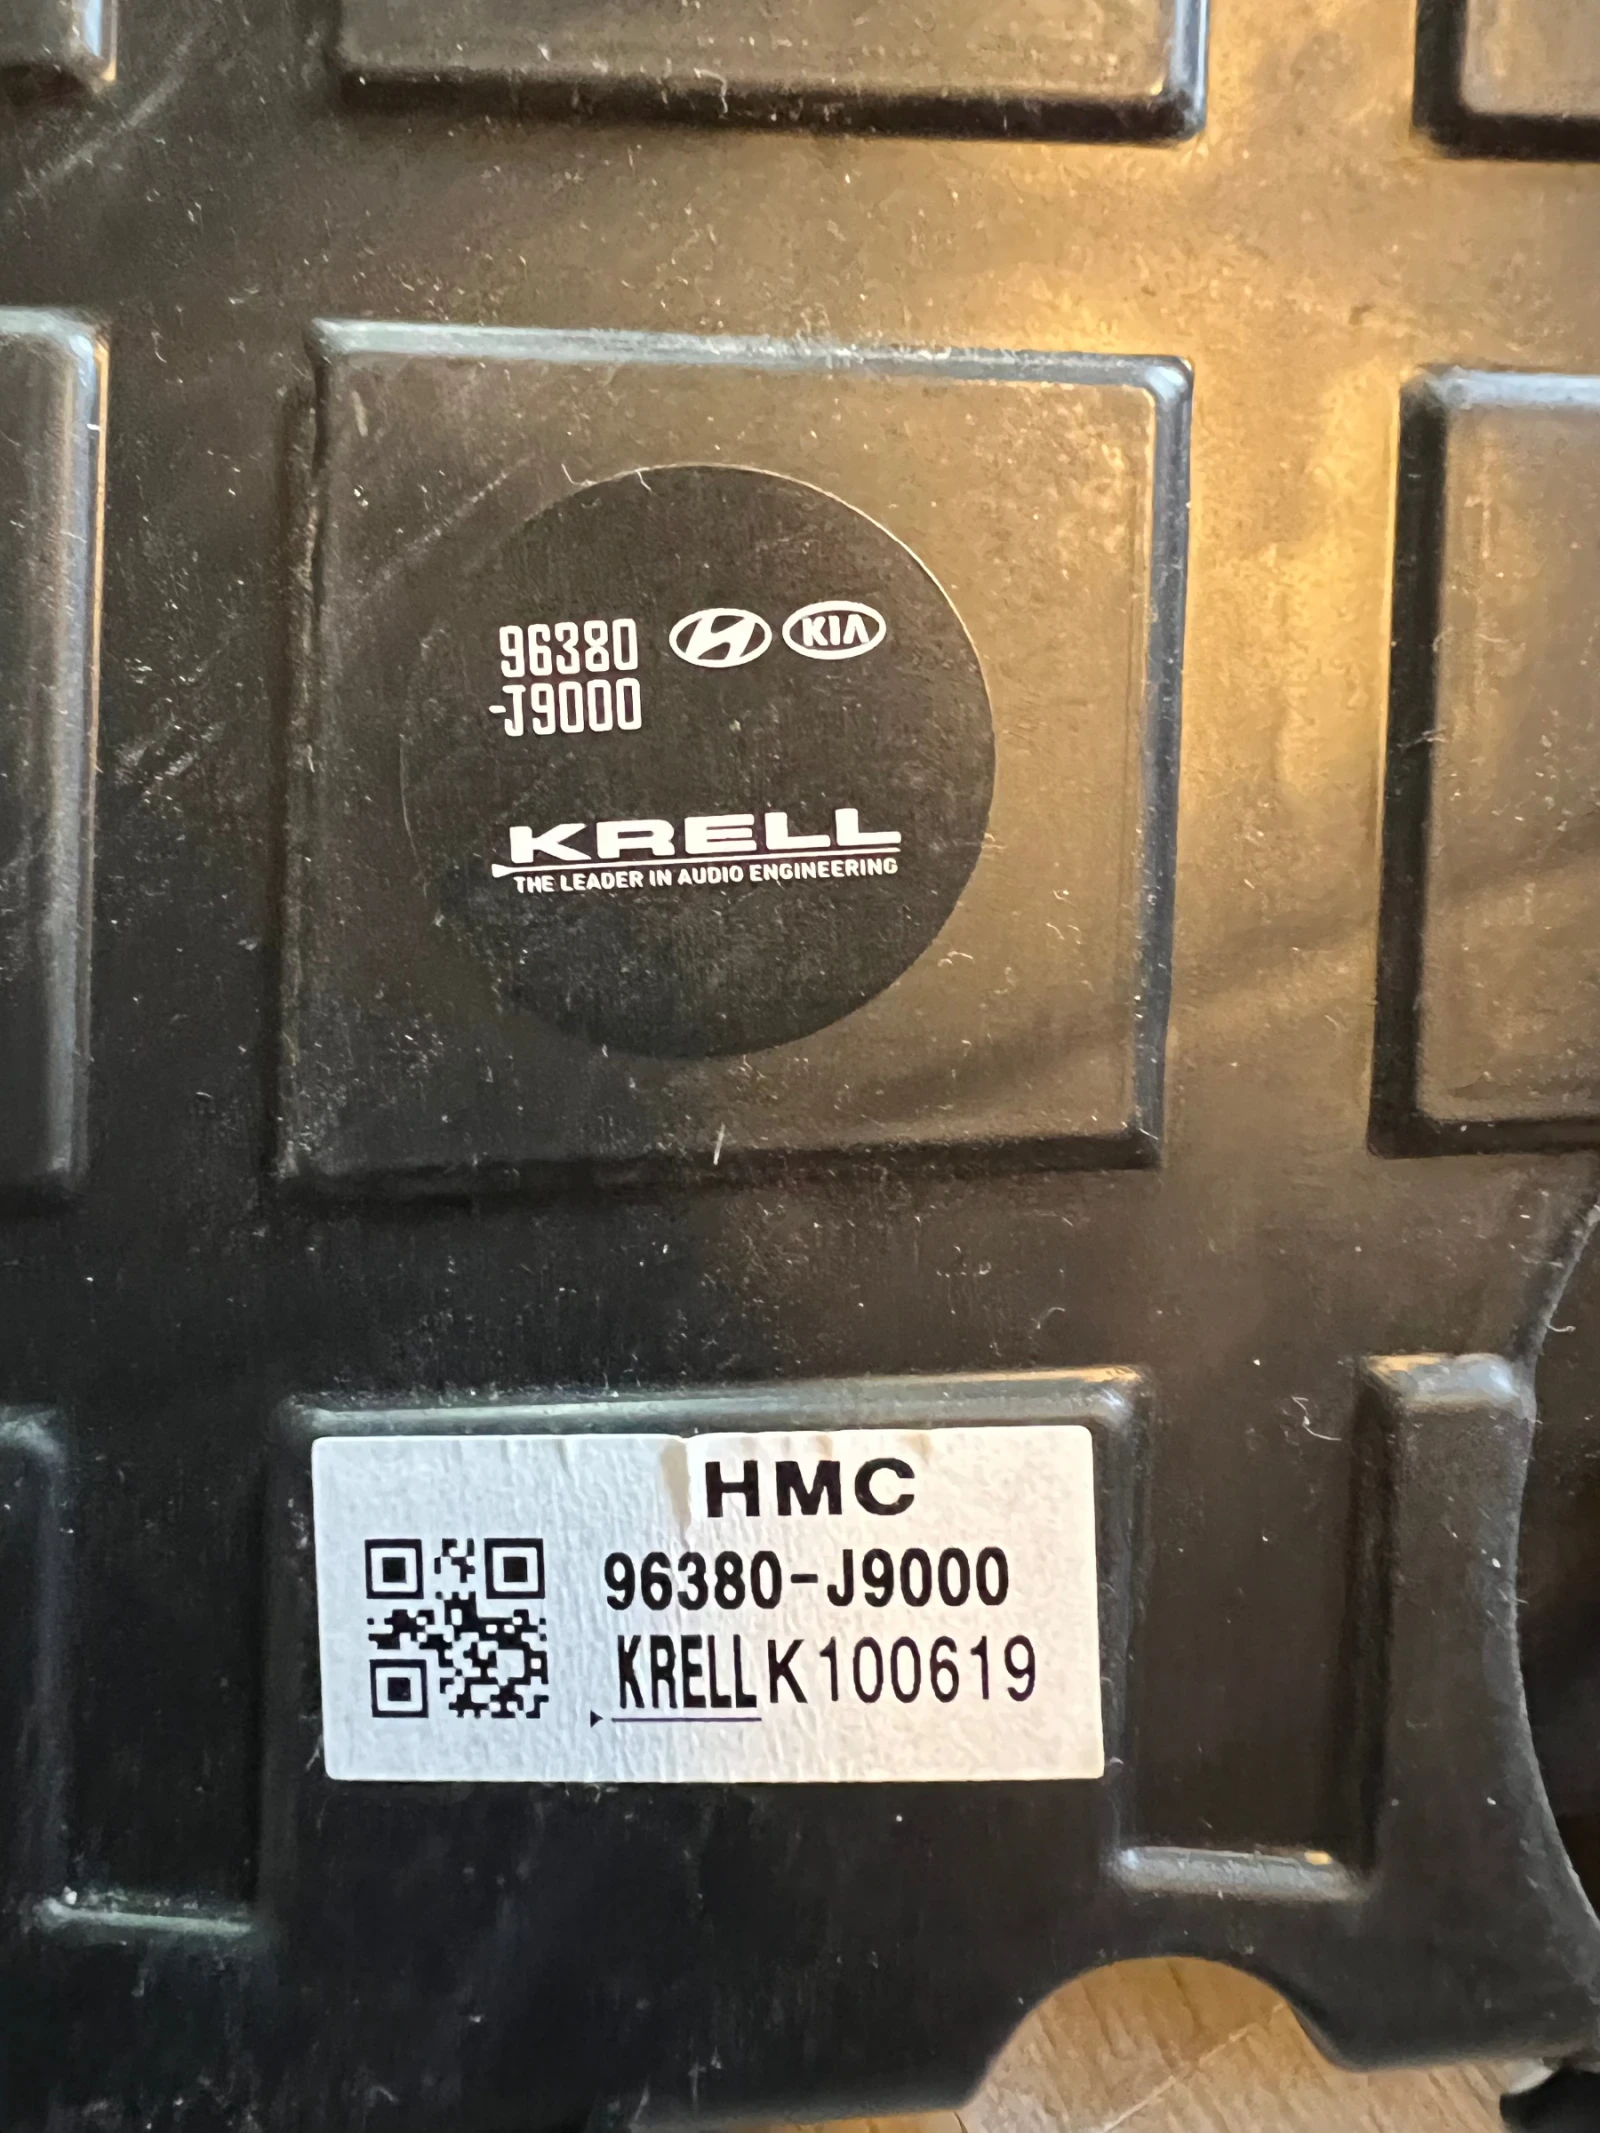 96380
-J9000
KIA
KRELL
THE LEADER IN AUDIO ENGINEERING
HMC
96380-J9000
KRELL K100619